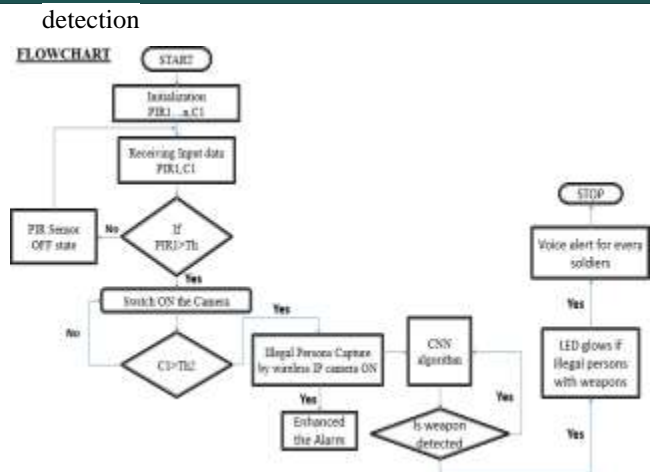 detection
FLOWCHART
START
Initialization
PIR1...n,C1
Receiving Input data
PIR1,C1
If
PIR1>Th
No
PIR Sensor
OFF state
Yes
Switch ON the Camera
No
C1>Th2
Yes
Illegal Persons Capture
by wireless IP camera ON
Yes
Enhanced
the Alarm
CNN
algorithm
Is weapon
detected
Yes
Yes
LED glows if
illegal persons
with weapons
Yes
Voice alert for every
soldiers
STOP